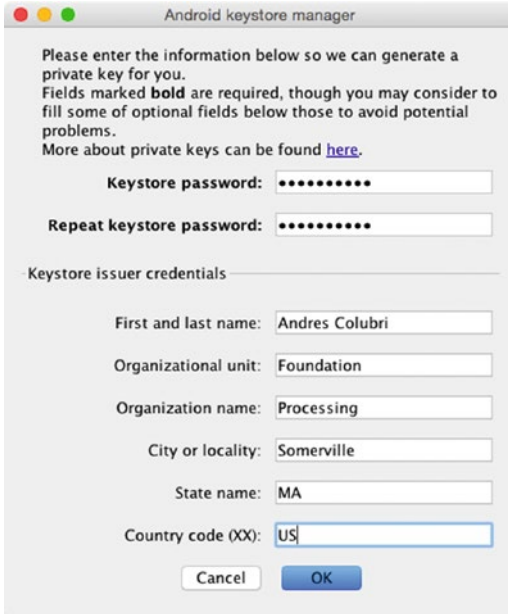 Android keystore manager
Please enter the information below so we can generate a
private key for you.
Fields marked bold are required, though you may consider to
fill some of optional fields below those to avoid potential
problems.
More about private keys can be found here.
Keystore password: ••••••••••
Repeat keystore password: ••••••••••
Keystore issuer credentials
First and last name: Andres Colubri
Organizational unit: Foundation
Organization name: Processing
City or locality: Somerville
State name: MA
Country code (XX): US
Cancel OK